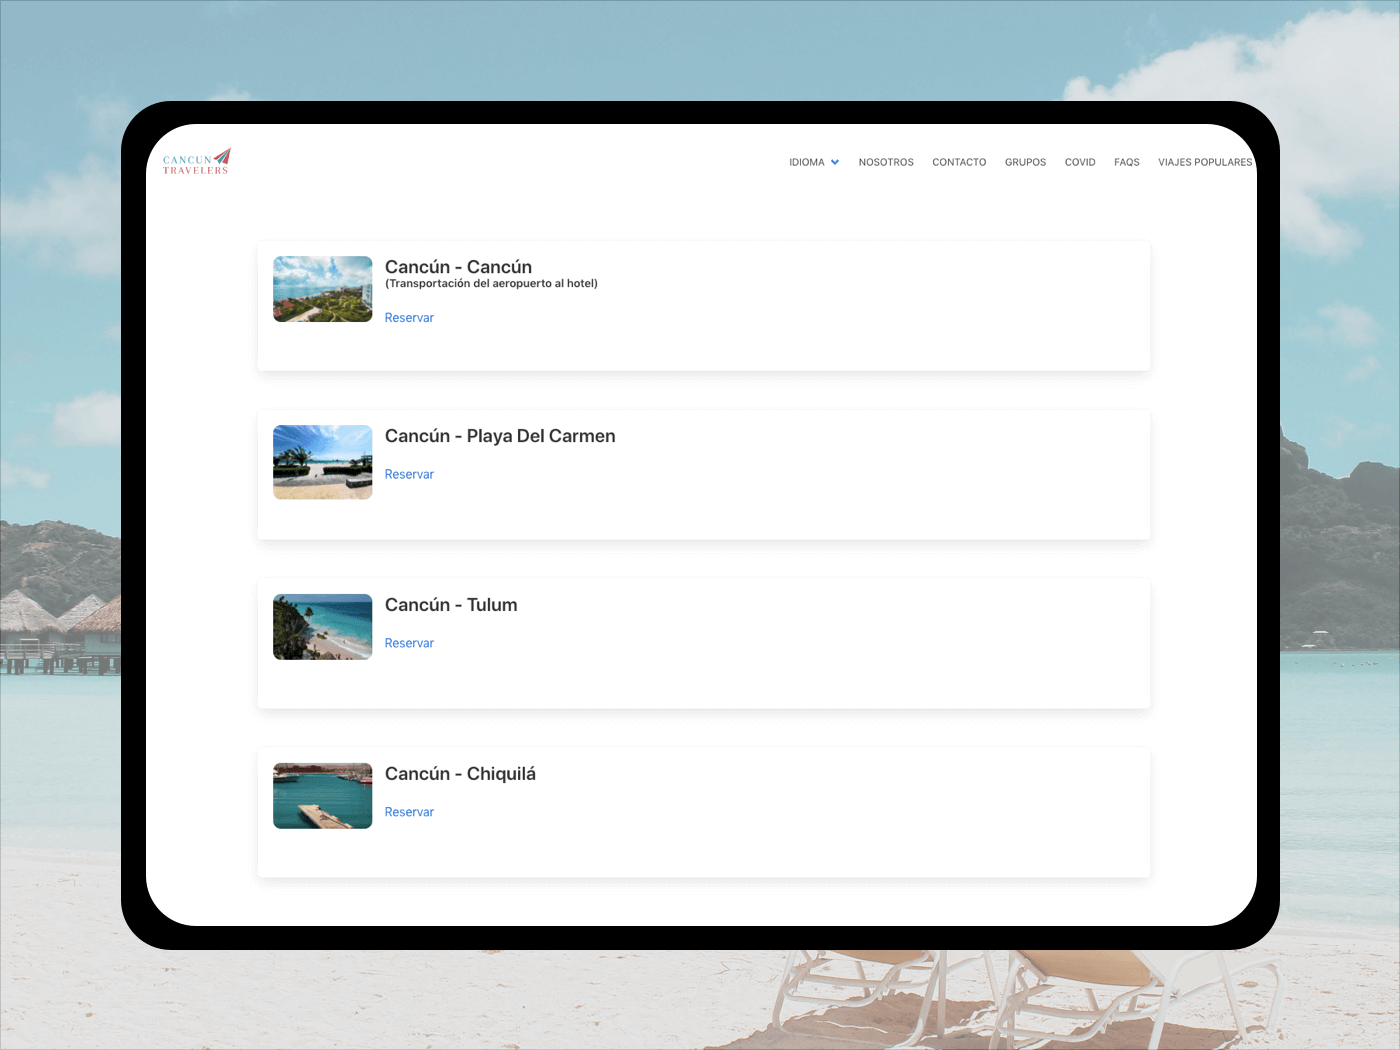 CANCUN
TRAVELERS
IDIOMA NOSOTROS CONTACTO GRUPOS COVID FAQS VIAJES POPULARES
Cancún - Cancún
(Transportación del aeropuerto al hotel)
Reservar
Cancún - Playa Del Carmen
Reservar
Cancún - Tulum
Reservar
Cancún - Chiquilá
Reservar